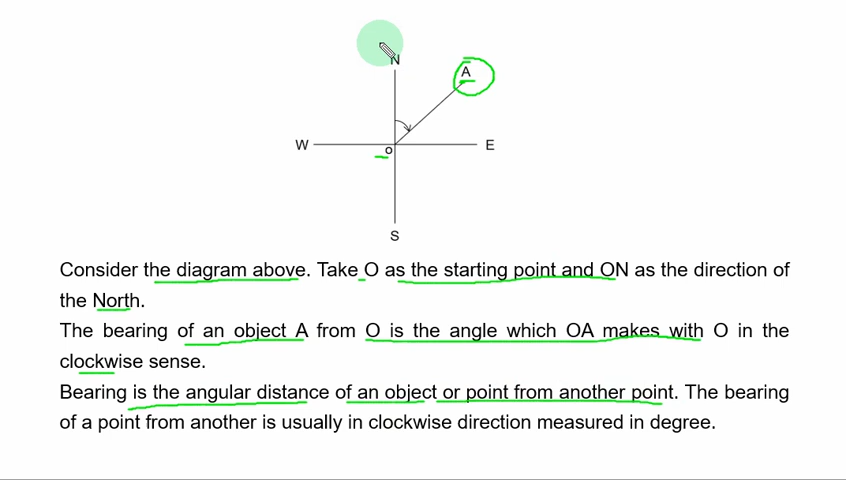 N
A
W
O
E
S
Consider the diagram above. Take O as the starting point and ON as the direction of
the North.
The bearing of an object A from O is the angle which OA makes with O in the
clockwise sense.
Bearing is the angular distance of an object or point from another point. The bearing
of a point from another is usually in clockwise direction measured in degree.